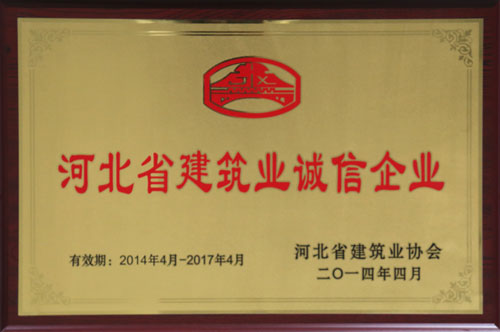 河北省建筑业诚信企业
有效期：2014年4月-2017年4月
河北省建筑业协会
二〇一四年四月